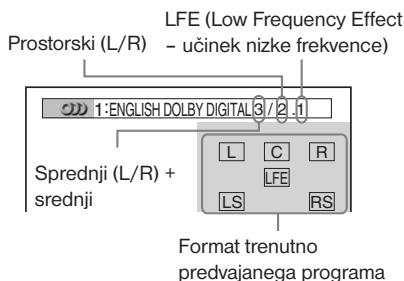 LFE (Low Frequency Effect
– učinek nizke frekvence)
Prostorski (L/R)
1:ENGLISH DOLBY DIGITAL 3 / 2 .1
L C R
LFE
LS RS
Sprednji (L/R) +
srednji
Format trenutno
predvajanega programa